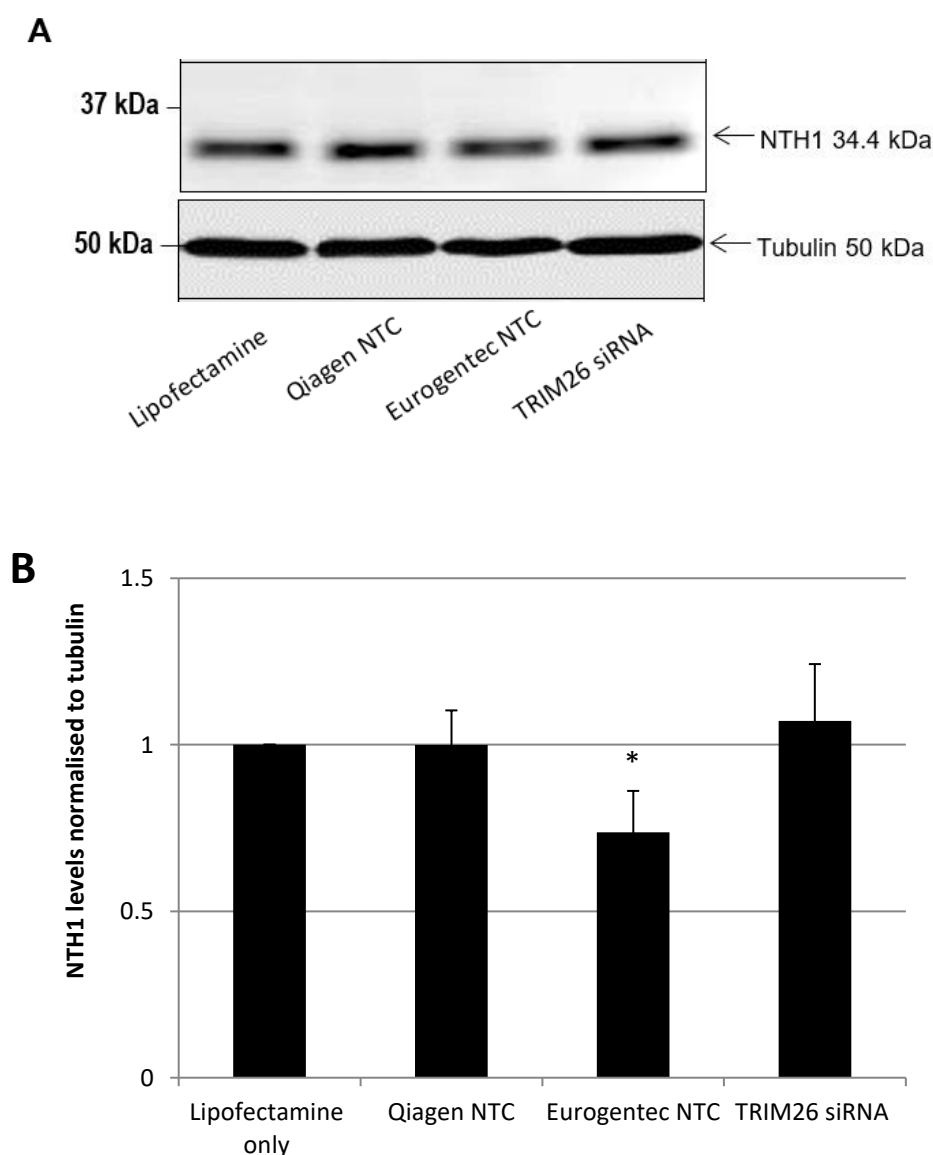 A
37 kDa
NTH1 34.4 kDa
50 kDa
Tubulin 50 kDa
Lipofectamine
Qiagen NTC
Eurogentec NTC
TRIM26 siRNA
B
NTH1 levels normalised to tubulin
1.5
1
*
0.5
0
Lipofectamine
only
Qiagen NTC
Eurogentec NTC
TRIM26 siRNA